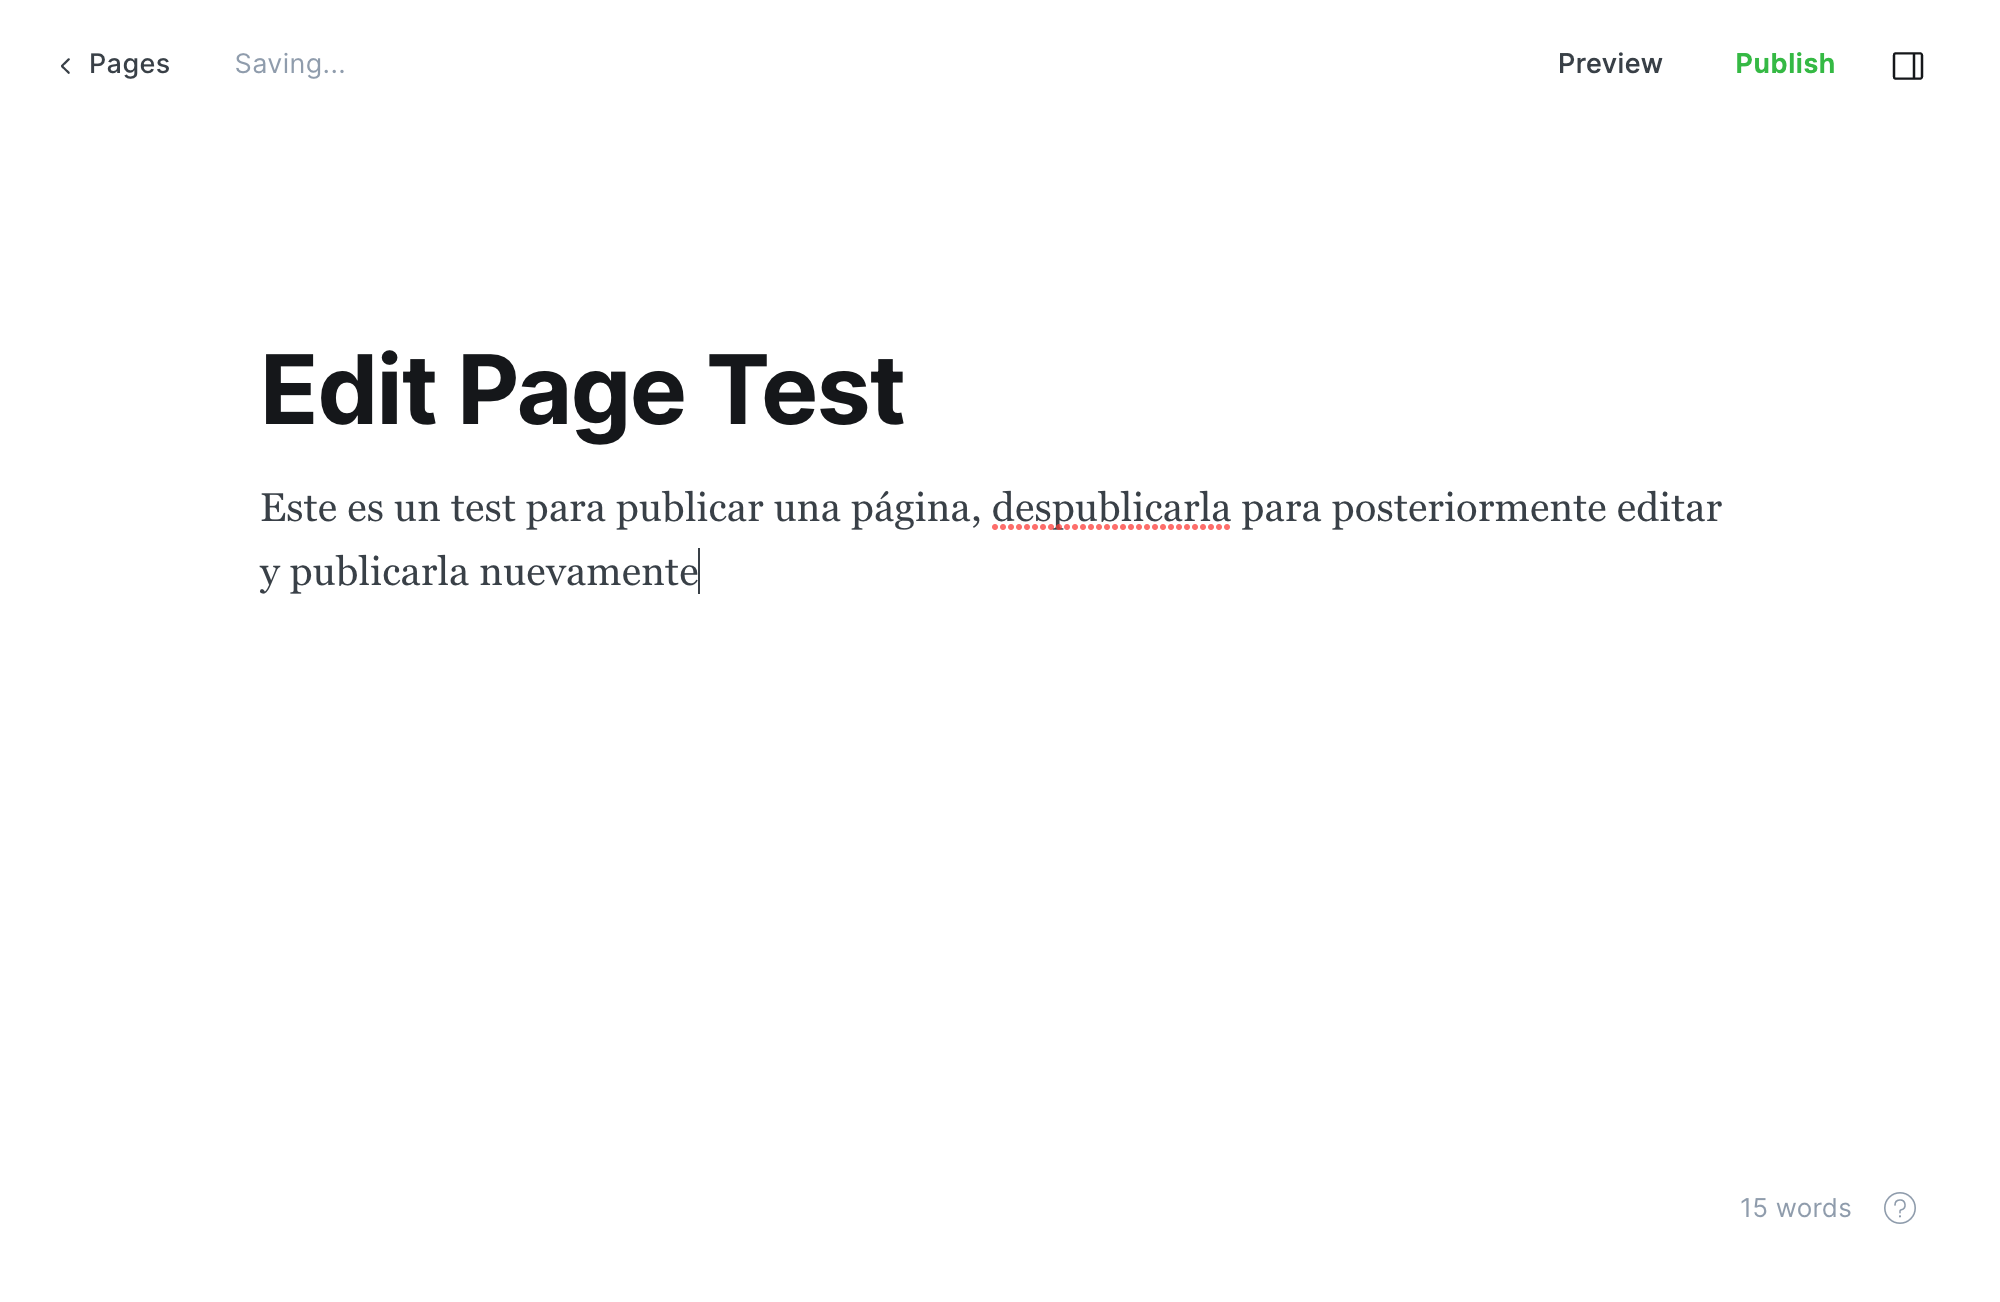 Pages
Saving...
Preview
Publish
Edit Page Test
Este es un test para publicar una página, despublicarla para posteriormente editar
y publicarla nuevamente
15 words
?